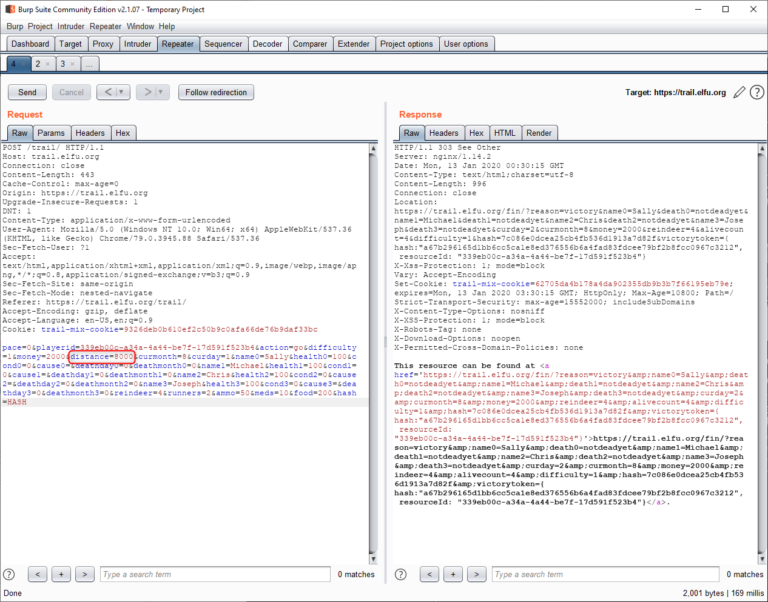 Burp Suite Community Edition v2.1.07 - Temporary Project
Burp Project Intruder Repeater Window Help
Dashboard Target Proxy Intruder Repeater Sequencer Decoder Comparer Extender Project options User options
4 × 2 × 3 × ...
Send Cancel < ▼ > ▼ Follow redirection Target: https://trail.elfu.org ?
Request
Raw Params Headers Hex
POST /trail/ HTTP/1.1
Host: trail.elfu.org
Connection: close
Content-Length: 443
Cache-Control: max-age=0
Origin: https://trail.elfu.org
Upgrade-Insecure-Requests: 1
DNT: 1
Content-Type: application/x-www-form-urlencoded
User-Agent: Mozilla/5.0 (Windows NT 10.0; Win64; x64) AppleWebKit/537.36
(KHTML, like Gecko) Chrome/79.0.3945.88 Safari/537.36
Sec-Fetch-User: ?1
Accept:
text/html,application/xhtml+xml,application/xml;q=0.9,image/webp,image/ap
ng,*/*;q=0.8,application/signed-exchange;v=b3;q=0.9
Sec-Fetch-Site: same-origin
Sec-Fetch-Mode: nested-navigate
Referer: https://trail.elfu.org/trail/
Accept-Encoding: gzip, deflate
Accept-Language: en-US,en;q=0.9
Cookie: trail-mix-cookie=9326deb0b610ef2c50b9c0afa66de76b9daf33bc
pace=0&playerid=339eb00c-a34a-4a44-be7f-17d591f523b4&action=go&difficulty
=1&money=2000&distance=8000&curmonth=8&curday=1&name0=Sally&health0=100&c
ond0=0&cause0=&deathday0=0&deathmonth0=0&name1=Michael&health1=100&cond1=
0&cause1=&deathday1=0&deathmonth1=0&name2=Chris&health2=100&cond2=0&cause
2=&deathday2=0&deathmonth2=0&name3=Joseph&health3=100&cond3=0&cause3=&dea
thday3=0&deathmonth3=0&reindeer=4&runners=2&ammo=50&meds=10&food=200&hash
=HASH
Response
Raw Headers Hex HTML Render
HTTP/1.1 303 See Other
Server: nginx/1.14.2
Date: Mon, 13 Jan 2020 00:30:15 GMT
Content-Type: text/html;charset=utf-8
Content-Length: 996
Connection: close
Location:
https://trail.elfu.org/fin/?reason=victory&name0=Sally&death0=notdeadyet&
name1=Michael&death1=notdeadyet&name2=Chris&death2=notdeadyet&name3=Jose
ph&death3=notdeadyet&curday=2&curmonth=8&money=2000&reindeer=4&alivecount
=4&difficulty=1&hash=7c086e0dcea25cb4fb536d1913a7d82f&victorytoken={
hash:"a67b296165d1bb6cc5ca1e8ed376556b6a4fad83fdcee79bf2b8fcc0967c3212",
resourceId: "339eb00c-a34a-4a44-be7f-17d591f523b4"}
X-Xss-Protection: 1; mode=block
Vary: Accept-Encoding
Set-Cookie: trail-mix-cookie=62705da4b178a4da902355db9b3b7f66195eb79e;
expires=Mon, 13 Jan 2020 03:30:15 GMT; HttpOnly; Max-Age=10800; Path=/
Strict-Transport-Security: max-age=15552000; includeSubDomains
X-Content-Type-Options: nosniff
X-XSS-Protection: 1; mode=block
X-Robots-Tag: none
X-Download-Options: noopen
X-Permitted-Cross-Domain-Policies: none
This resource can be found at <a
href='https://trail.elfu.org/fin/?reason=victory&amp;name0=Sally&amp;deat
h0=notdeadyet&amp;name1=Michael&amp;death1=notdeadyet&amp;name2=Chris&am
p;death2=notdeadyet&amp;name3=Joseph&amp;death3=notdeadyet&amp;curday=2&a
mp;curmonth=8&amp;money=2000&amp;reindeer=4&amp;alivecount=4&amp;difficu
lty=1&amp;hash=7c086e0dcea25cb4fb536d1913a7d82f&amp;victorytoken={
hash:"a67b296165d1bb6cc5ca1e8ed376556b6a4fad83fdcee79bf2b8fcc0967c3212",
resourceId:
"339eb00c-a34a-4a44-be7f-17d591f523b4"}'>https://trail.elfu.org/fin/?rea
son=victory&amp;name0=Sally&amp;death0=notdeadyet&amp;name1=Michael&amp;
death1=notdeadyet&amp;name2=Chris&amp;death2=notdeadyet&amp;name3=Joseph
&amp;death3=notdeadyet&amp;curday=2&amp;curmonth=8&amp;money=2000&amp;re
indeer=4&amp;alivecount=4&amp;difficulty=1&amp;hash=7c086e0dcea25cb4fb53
6d1913a7d82f&amp;victorytoken={
hash:"a67b296165d1bb6cc5ca1e8ed376556b6a4fad83fdcee79bf2b8fcc0967c3212",
resourceId: "339eb00c-a34a-4a44-be7f-17d591f523b4"}</a>.
? < + > Type a search term 0 matches
? < + > Type a search term 0 matches
Done 2,001 bytes | 169 millis